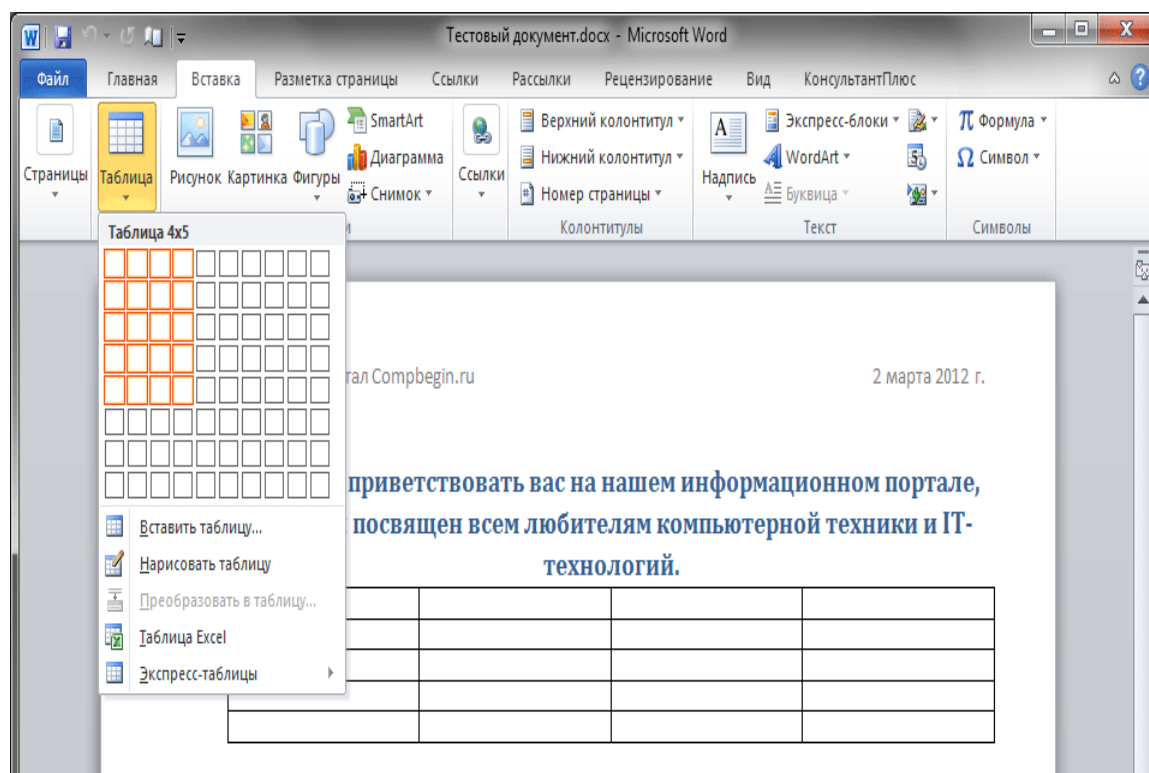 Тестовый документ.docx - Microsoft Word
Файл Главная Вставка Разметка страницы Ссылки Рассылки Рецензирование Вид КонсультантПлюс
Страницы Таблица Рисунок Картинка Фигуры Ссылки Надпись
SmartArt
Диаграмма
Снимок
Верхний колонтитул
Нижний колонтитул
Номер страницы
Экспресс-блоки
WordArt
Буквица
Формула
Символ
Колонтитулы Текст Символы
Таблица 4x5
Вставить таблицу...
Нарисовать таблицу
Преобразовать в таблицу...
Таблица Excel
Экспресс-таблицы
Compbegin.ru 2 марта 2012 г.
приветствовать вас на нашем информационном портале,
посвящен всем любителям компьютерной техники и IT-
технологий.